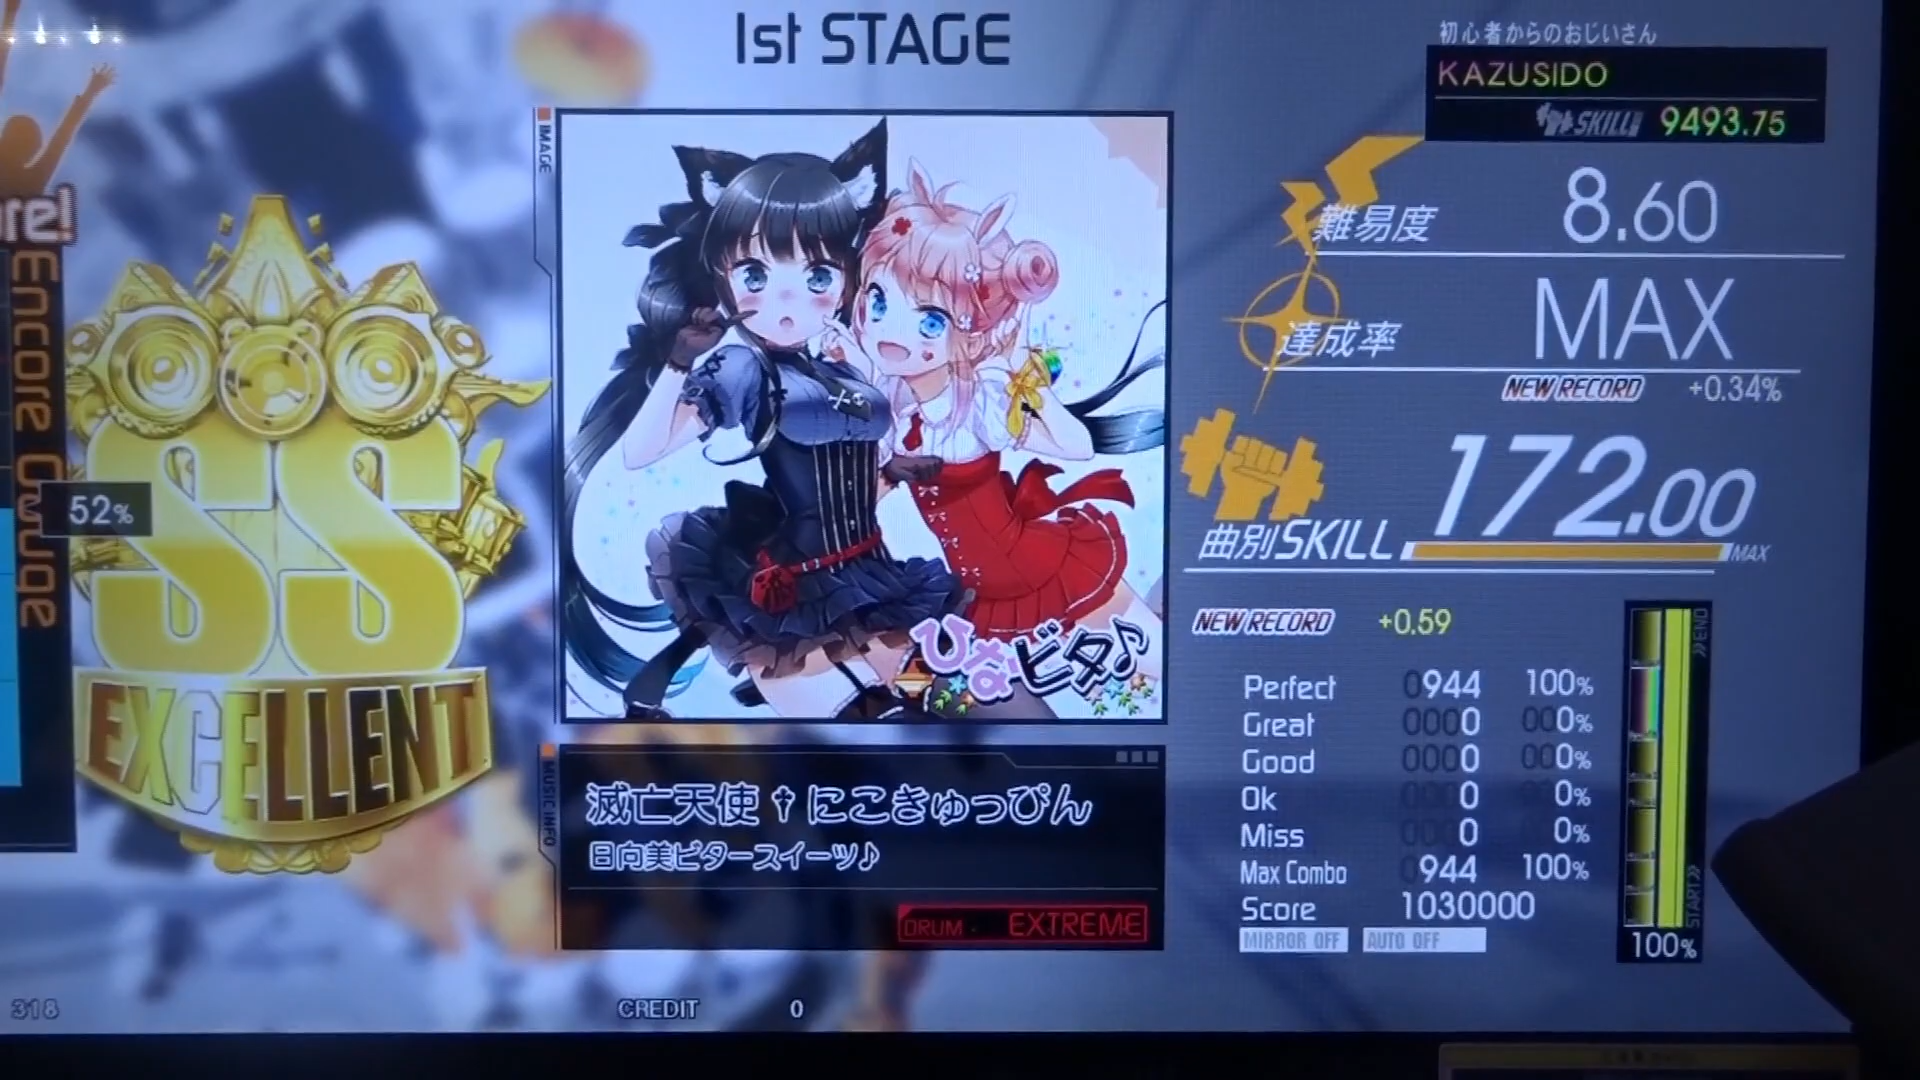 1st STAGE
初心者からのおじいさん
KAZUSIDO
SKILL 9493.75
IMAGE
難易度 8.60
達成率 MAX
NEW RECORD +0.34%
曲別SKILL 172.00
MAX
NEW RECORD +0.59
Perfect 0944 100%
Great 0000 000%
Good 0000 000%
Ok 0000 0%
Miss 0000 0%
Max Combo 0944 100%
Score 1030000
MIRROR OFF AUTO OFF
END
START
100%
ore!
Encore Gauge
52%
SS
EXCELLENT
ひなビタ♪
MUSIC INFO
滅亡天使†にこきゅっぴん
日向美ビタースイーツ♪
DRUM EXTREME
318
CREDIT 0